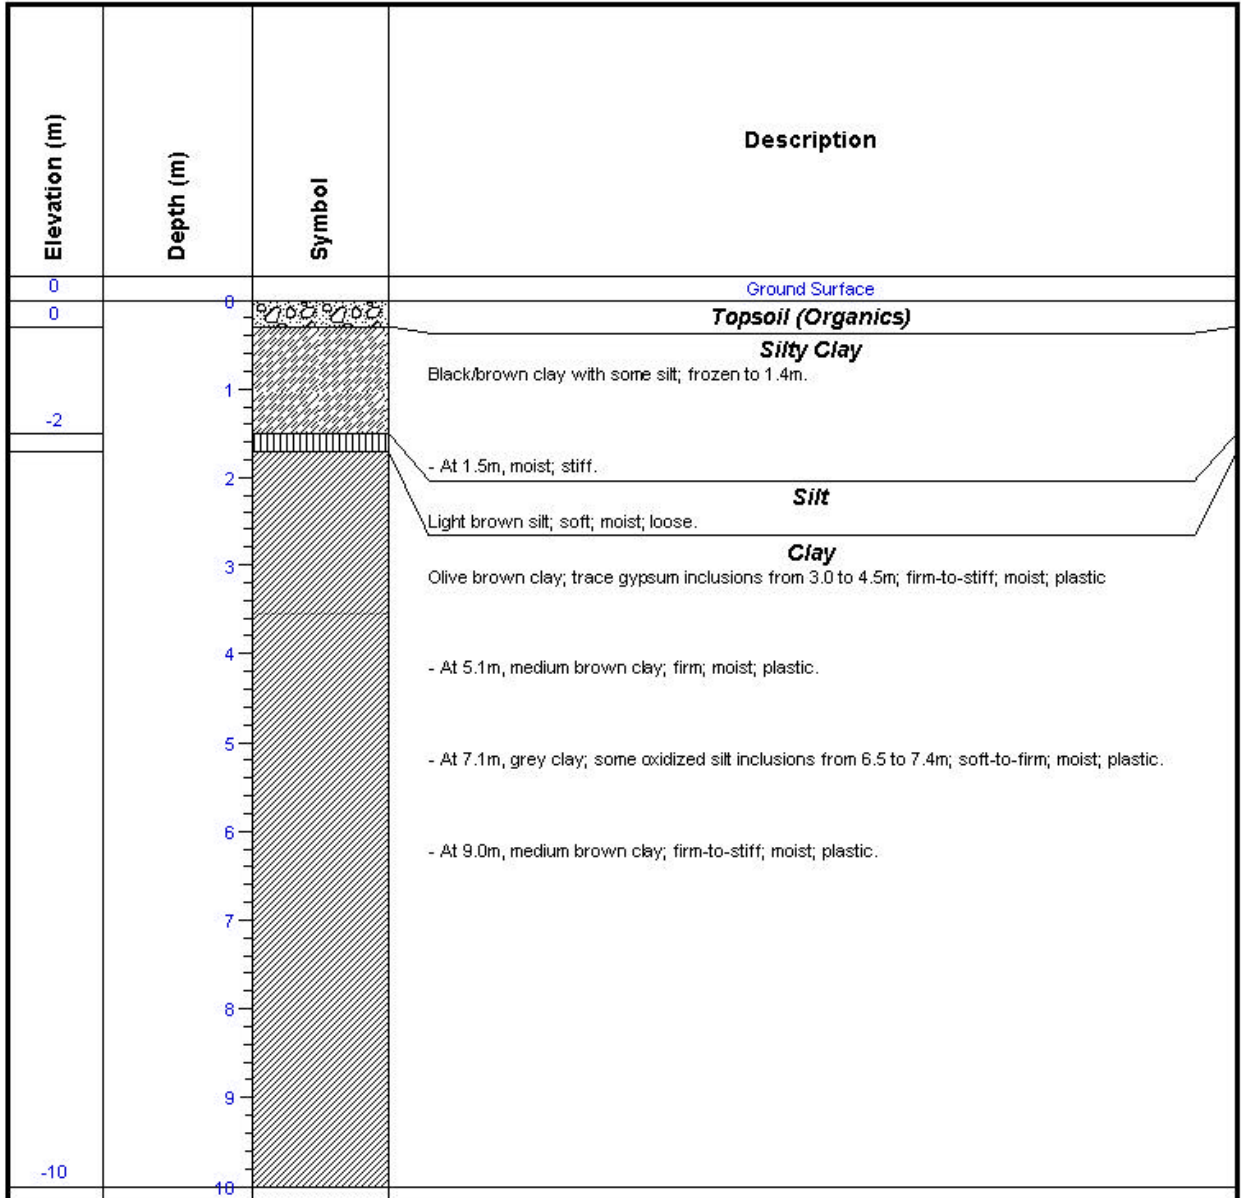 Elevation (m)
Depth (m)
Symbol
Description
0
Ground Surface
0
0
Topsoil (Organics)
Silty Clay
Black/brown clay with some silt; frozen to 1.4m.
1
-2
- At 1.5m, moist; stiff.
2
Silt
Light brown silt; soft; moist; loose.
Clay
3
Olive brown clay; trace gypsum inclusions from 3.0 to 4.5m; firm-to-stiff; moist; plastic
4
- At 5.1m, medium brown clay; firm; moist; plastic.
5
- At 7.1m, grey clay; some oxidized silt inclusions from 6.5 to 7.4m; soft-to-firm; moist; plastic.
6
- At 9.0m, medium brown clay; firm-to-stiff; moist; plastic.
7
8
9
-10
10